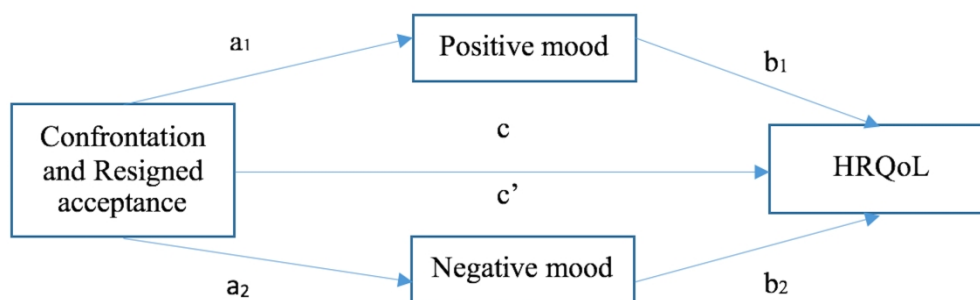 a₁
Positive mood
b₁
Confrontation
and Resigned
acceptance
c
c’
HRQoL
a₂
Negative mood
b₂